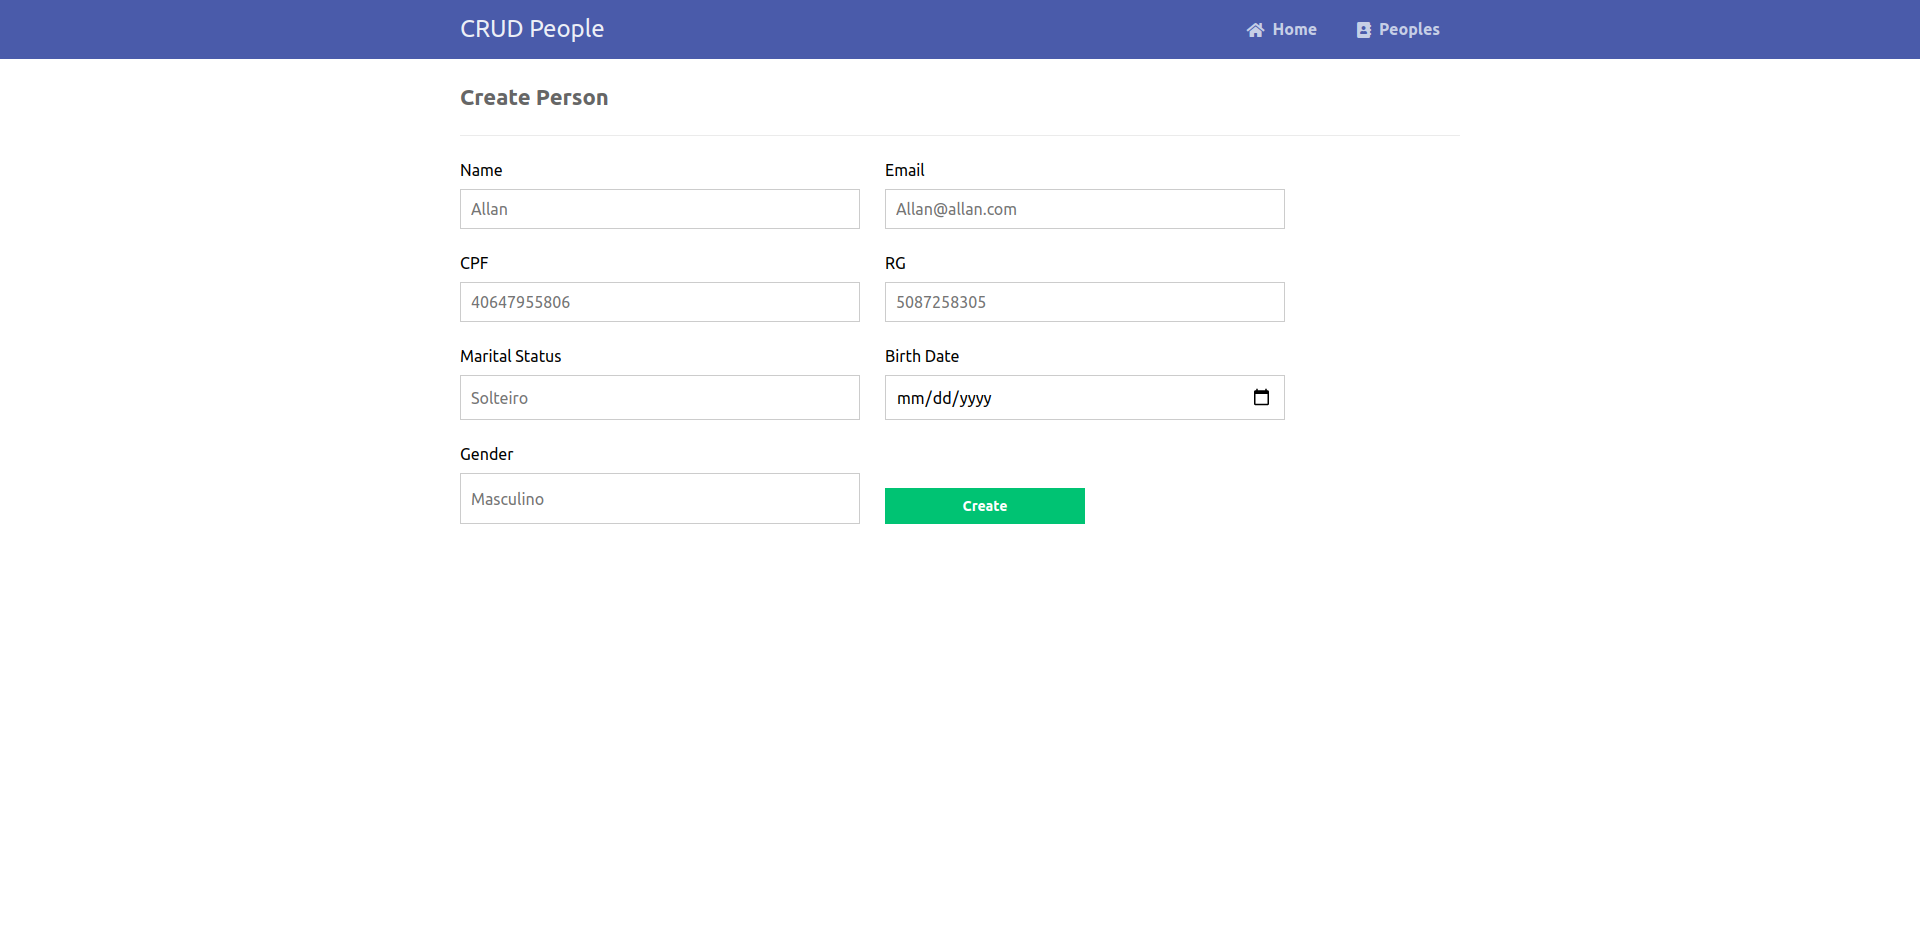 CRUD People
Home
Peoples
Create Person
Name
Email
Allan
Allan@allan.com
CPF
RG
40647955806
5087258305
Marital Status
Birth Date
Solteiro
mm/dd/yyyy
Gender
Masculino
Create